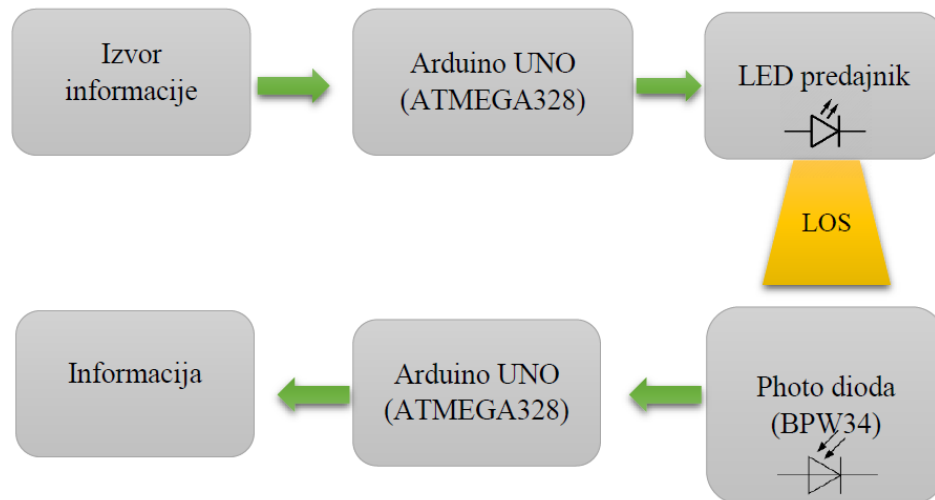 Izvor
informacije
Arduino UNO
(ATMEGA328)
LED predajnik
LOS
Informacija
Arduino UNO
(ATMEGA328)
Photo dioda
(BPW34)